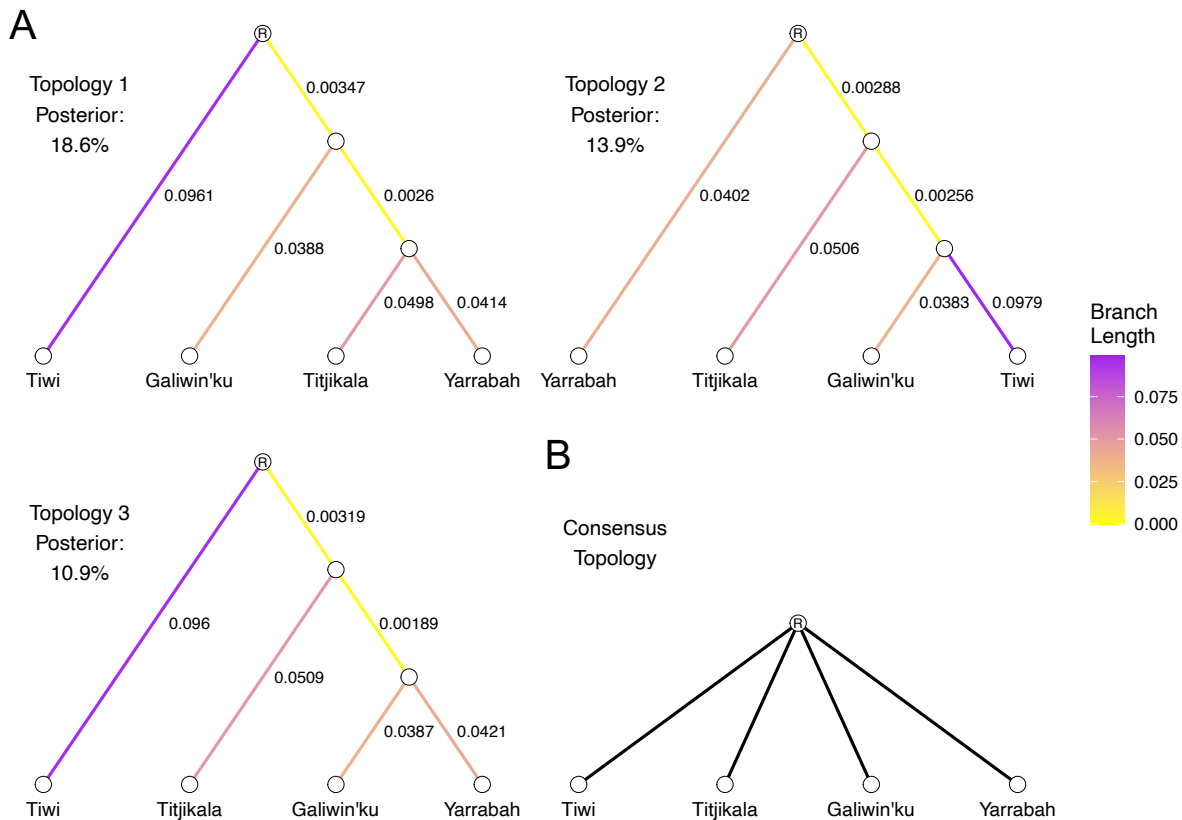 A
R
Topology 1
Posterior:
18.6%
0.00347
0.0961
0.0026
0.0388
0.0498
0.0414
Tiwi
Galiwin'ku
Titjikala
Yarrabah
R
Topology 2
Posterior:
13.9%
0.00288
0.0402
0.00256
0.0506
0.0383
0.0979
Yarrabah
Titjikala
Galiwin'ku
Tiwi
Branch
Length
0.075
0.050
0.025
0.000
R
Topology 3
Posterior:
10.9%
0.00319
0.096
0.00189
0.0509
0.0387
0.0421
Tiwi
Titjikala
Galiwin'ku
Yarrabah
B
Consensus
Topology
R
Tiwi
Titjikala
Galiwin'ku
Yarrabah